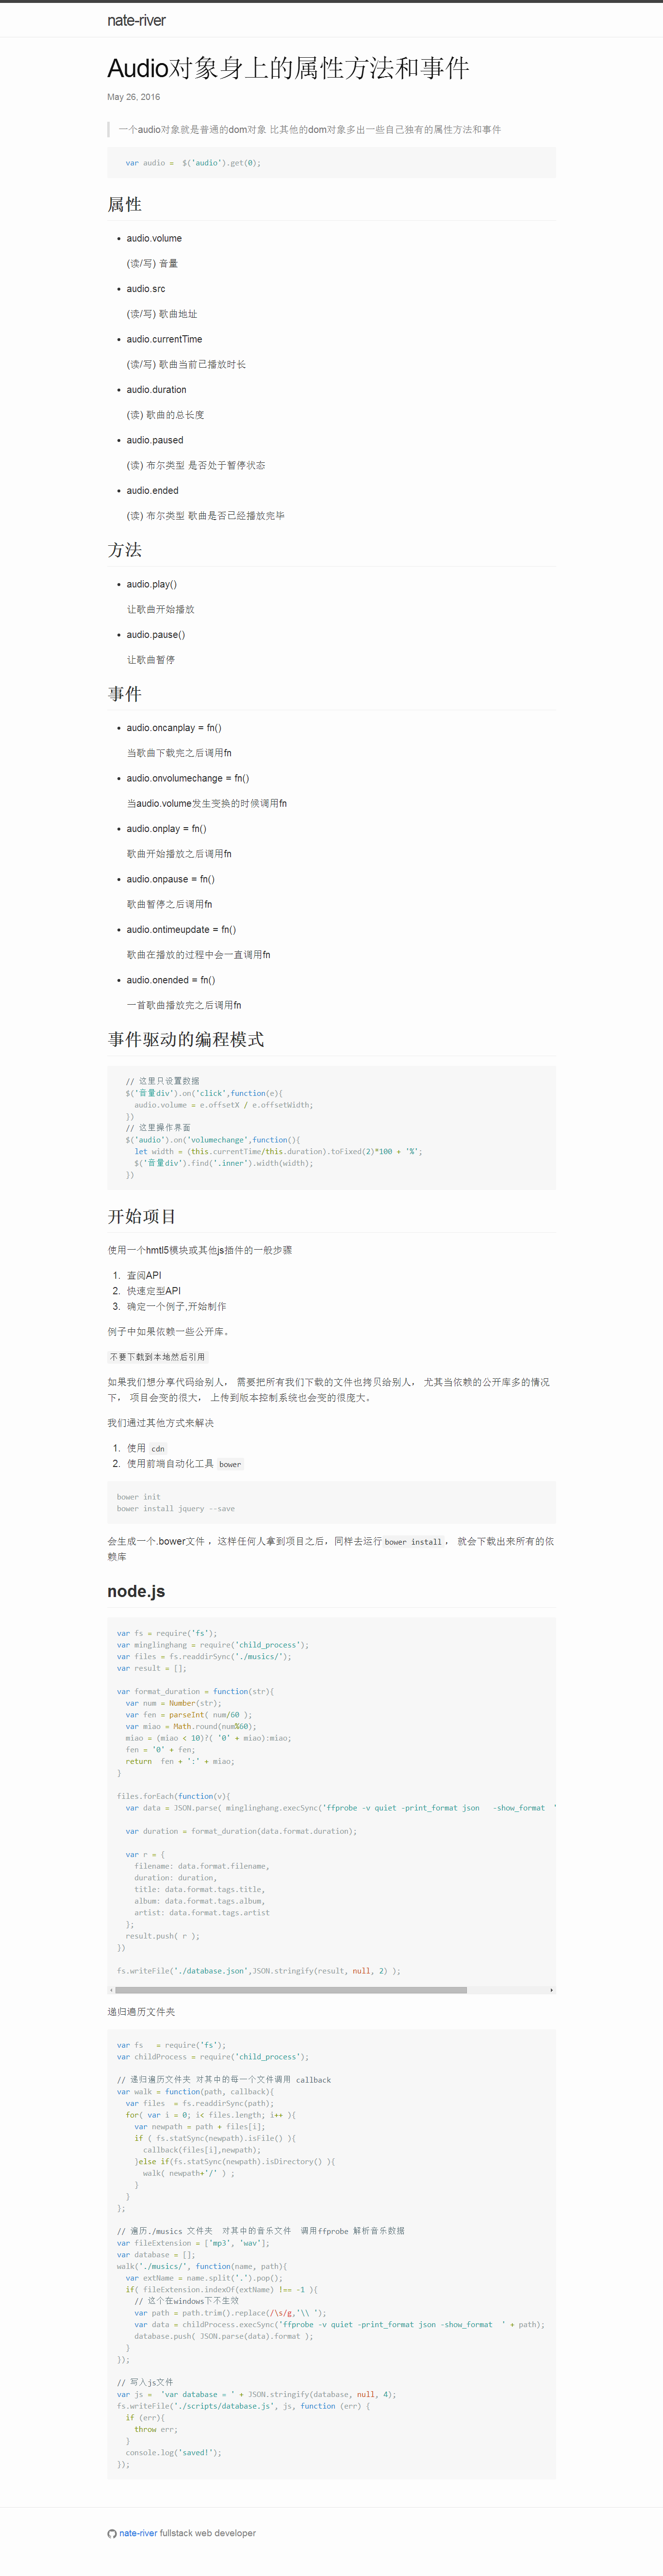 nate-river
Audio对象身上的属性方法和事件
May 26, 2016
一个audio对象就是普通的dom对象 比其他的dom对象多出一些自己独有的属性方法和事件
var audio =  $('audio').get(0);
属性
• audio.volume
(读/写) 音量
• audio.src
(读/写) 歌曲地址
• audio.currentTime
(读/写) 歌曲当前已播放时长
• audio.duration
(读) 歌曲的总长度
• audio.paused
(读) 布尔类型 是否处于暂停状态
• audio.ended
(读) 布尔类型 歌曲是否已经播放完毕
方法
• audio.play()
让歌曲开始播放
• audio.pause()
让歌曲暂停
事件
• audio.oncanplay = fn()
当歌曲下载完之后调用fn
• audio.onvolumechange = fn()
当audio.volume发生变换的时候调用fn
• audio.onplay = fn()
歌曲开始播放之后调用fn
• audio.onpause = fn()
歌曲暂停之后调用fn
• audio.ontimeupdate = fn()
歌曲在播放的过程中会一直调用fn
• audio.onended = fn()
一首歌曲播放完之后调用fn
事件驱动的编程模式
// 这里只设置数据
$('音量div').on('click',function(e){
  audio.volume = e.offsetX / e.offsetWidth;
})
// 这里操作界面
$('audio').on('volumechange',function(){
  let width = (this.currentTime/this.duration).toFixed(2)*100 + '%';
  $('音量div').find('.inner').width(width);
})
开始项目
使用一个hmtl5模块或其他js插件的一般步骤
1. 查阅API
2. 快速定型API
3. 确定一个例子,开始制作
例子中如果依赖一些公开库。
不要下载到本地然后引用
如果我们想分享代码给别人， 需要把所有我们下载的文件也拷贝给别人， 尤其当依赖的公开库多的情况
下， 项目会变的很大， 上传到版本控制系统也会变的很庞大。
我们通过其他方式来解决
1. 使用 cdn
2. 使用前端自动化工具 bower
bower init
bower install jquery --save
会生成一个.bower文件 ，这样任何人拿到项目之后，同样去运行 bower install ， 就会下载出来所有的依
赖库
node.js
var fs = require('fs');
var minglinghang = require('child_process');
var files = fs.readdirSync('./musics/');
var result = [];
var format_duration = function(str){
  var num = Number(str);
  var fen = parseInt( num/60 );
  var miao = Math.round(num%60);
  miao = (miao < 10)?( '0' + miao):miao;
  fen = '0' + fen;
  return  fen + ':' + miao;
}
files.forEach(function(v){
  var data = JSON.parse( minglinghang.execSync('ffprobe -v quiet -print_format json   -show_format  '
  var duration = format_duration(data.format.duration);
  var r = {
    filename: data.format.filename,
    duration: duration,
    title: data.format.tags.title,
    album: data.format.tags.album,
    artist: data.format.tags.artist
  };
  result.push( r );
})
fs.writeFile('./database.json',JSON.stringify(result, null, 2) );
递归遍历文件夹
var fs   = require('fs');
var childProcess = require('child_process');
// 递归遍历文件夹 对其中的每一个文件调用 callback
var walk = function(path, callback){
  var files  = fs.readdirSync(path);
  for( var i = 0; i< files.length; i++ ){
    var newpath = path + files[i];
    if ( fs.statSync(newpath).isFile() ){
      callback(files[i],newpath);
    }else if(fs.statSync(newpath).isDirectory() ){
      walk( newpath+'/' ) ;
    }
  }
};
// 遍历./musics 文件夹  对其中的音乐文件  调用ffprobe 解析音乐数据
var fileExtension = ['mp3', 'wav'];
var database = [];
walk('./musics/', function(name, path){
  var extName = name.split('.').pop();
  if( fileExtension.indexOf(extName) !== -1 ){
    // 这个在windows下不生效
    var path = path.trim().replace(/\s/g,'\\ ');
    var data = childProcess.execSync('ffprobe -v quiet -print_format json -show_format  ' + path);
    database.push( JSON.parse(data).format );
  }
});
// 写入js文件
var js =  'var database = ' + JSON.stringify(database, null, 4);
fs.writeFile('./scripts/database.js', js, function (err) {
  if (err){
    throw err;
  }
  console.log('saved!');
});
nate-river fullstack web developer